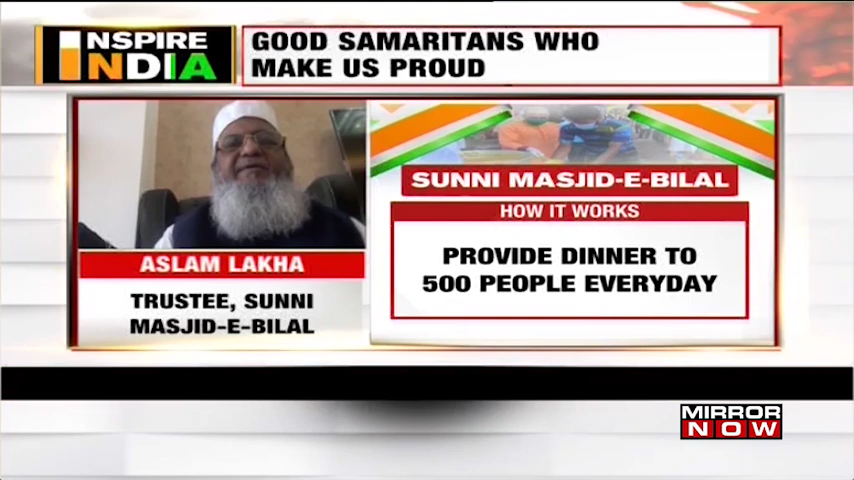 INSPIRE
INDIA
GOOD SAMARITANS WHO
MAKE US PROUD
ASLAM LAKHA
TRUSTEE, SUNNI
MASJID-E-BILAL
SUNNI MASJID-E-BILAL
HOW IT WORKS
PROVIDE DINNER TO
500 PEOPLE EVERYDAY
MIRROR
NOW